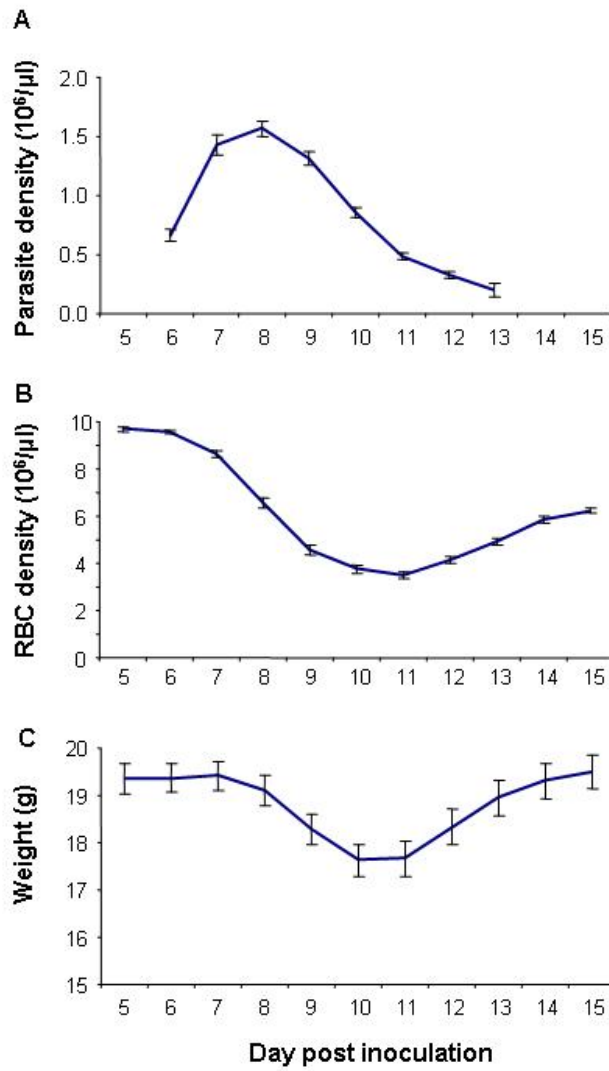 A
Parasite density (10⁶/µl)
2.0
1.5
1.0
0.5
0.0
5 6 7 8 9 10 11 12 13 14 15
B
RBC density (10⁶/µl)
10
8
6
4
2
0
5 6 7 8 9 10 11 12 13 14 15
C
Weight (g)
20
19
18
17
16
15
5 6 7 8 9 10 11 12 13 14 15
Day post inoculation